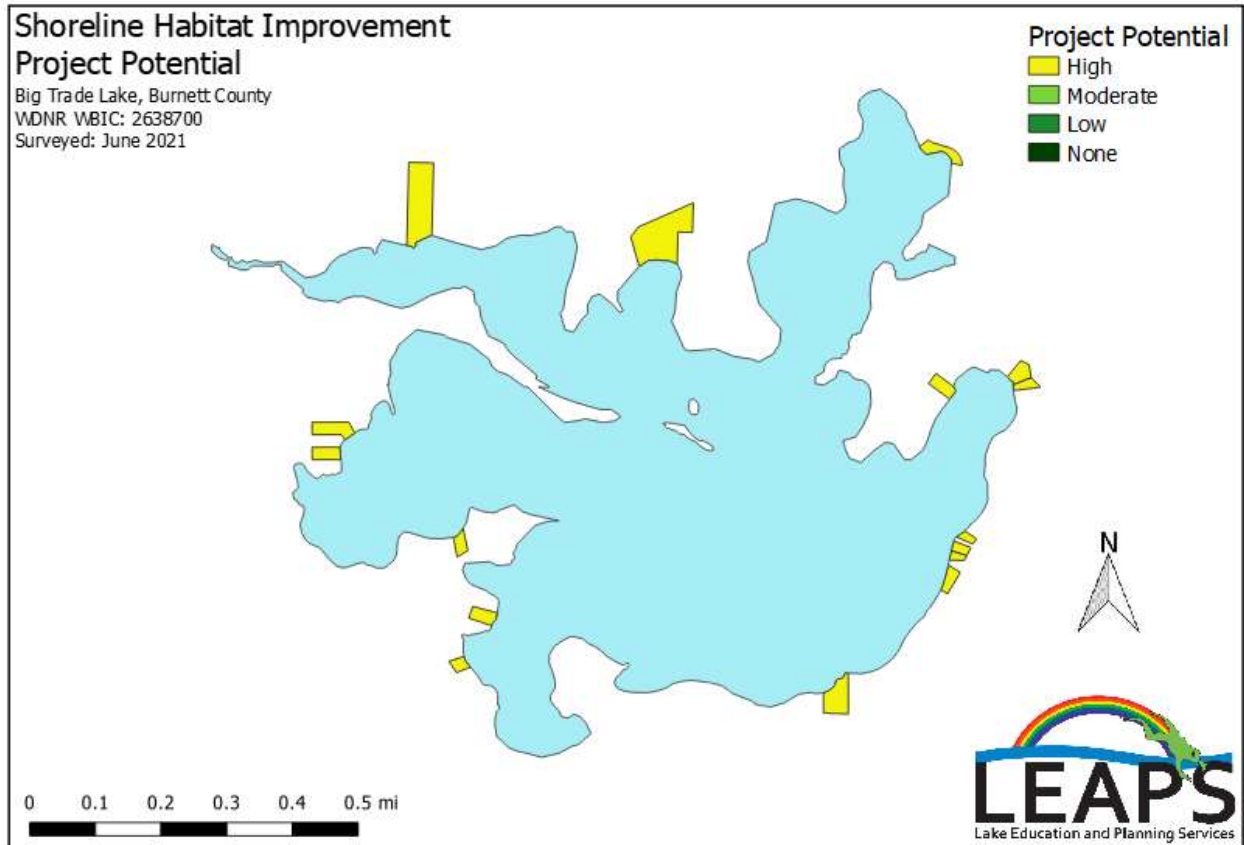 Shoreline Habitat Improvement
Project Potential
Big Trade Lake, Burnett County
WDNR WBIC: 2638700
Surveyed: June 2021
Project Potential
High
Moderate
Low
None
N
0 0.1 0.2 0.3 0.4 0.5 mi
LEAPS
Lake Education and Planning Services